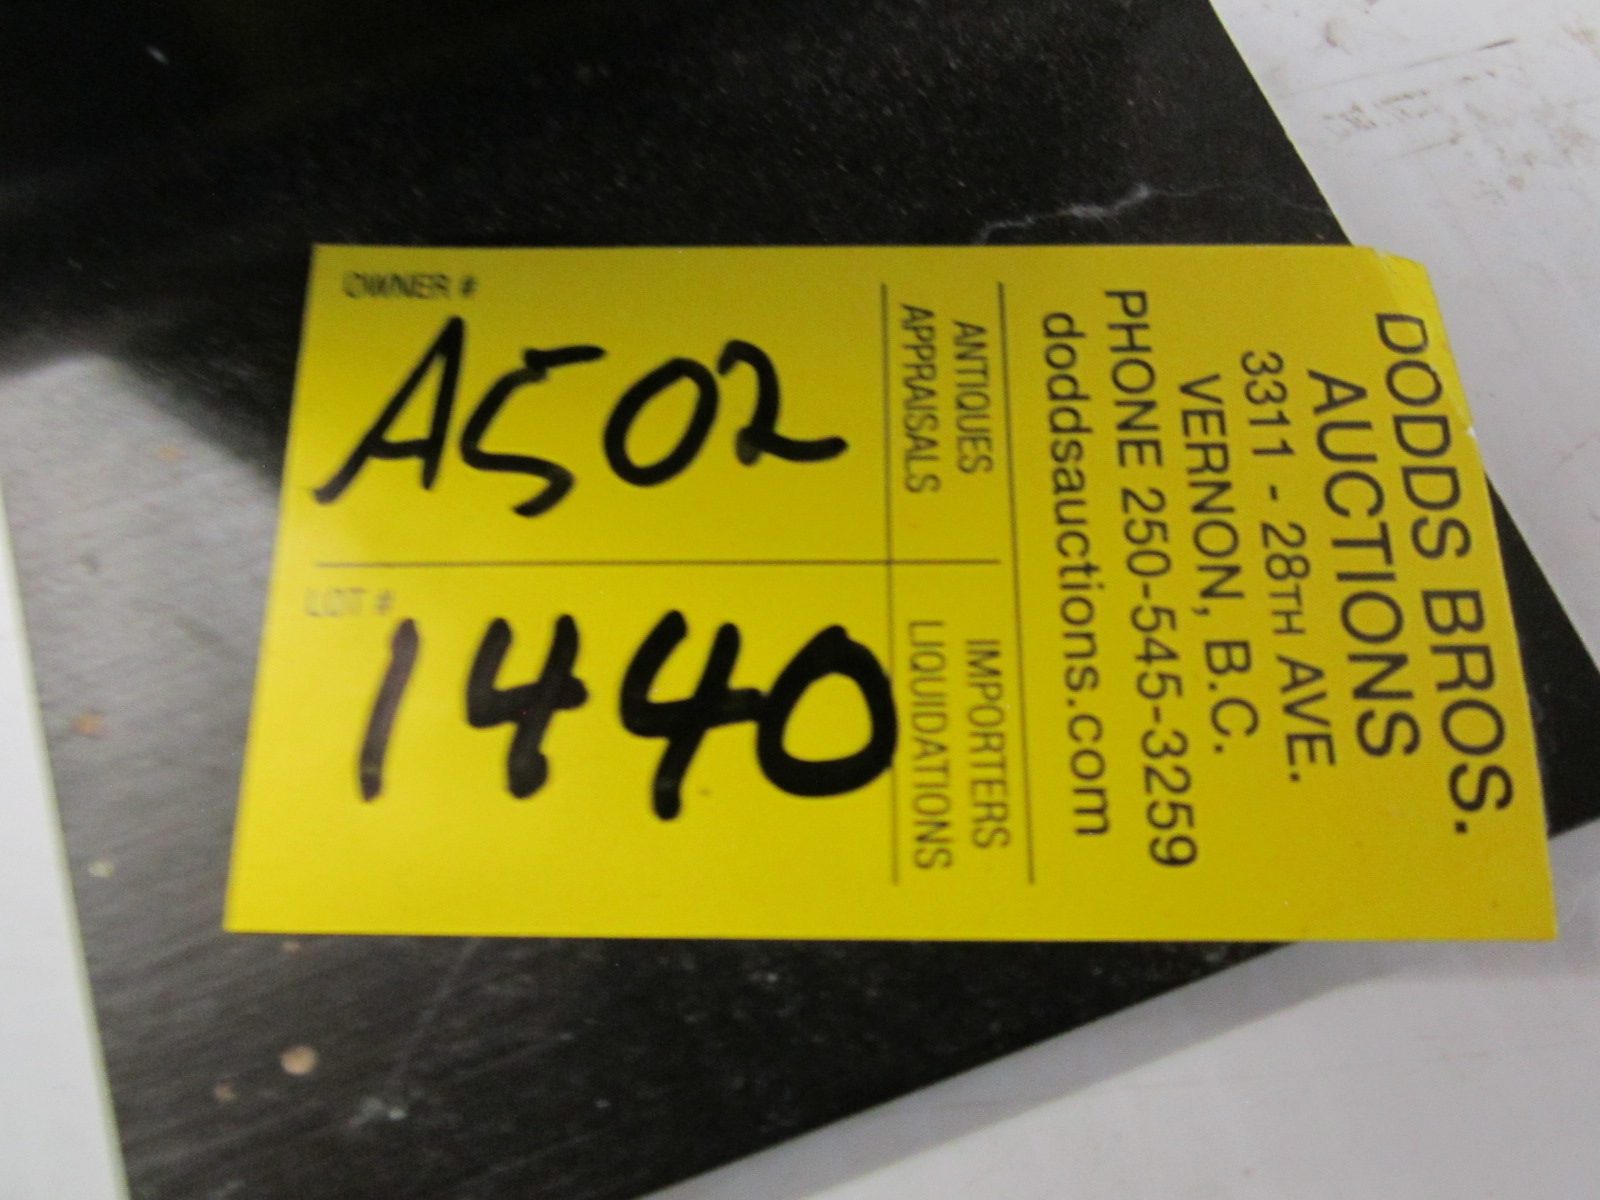 DODDS BROS.
AUCTIONS
3311 - 28TH AVE.
VERNON, B.C.
PHONE 250-545-3259
doddsauctions.com
ANTIQUES
APPRAISALS
IMPORTERS
LIQUIDATIONS
OWNER #
A502
LOT #
1440